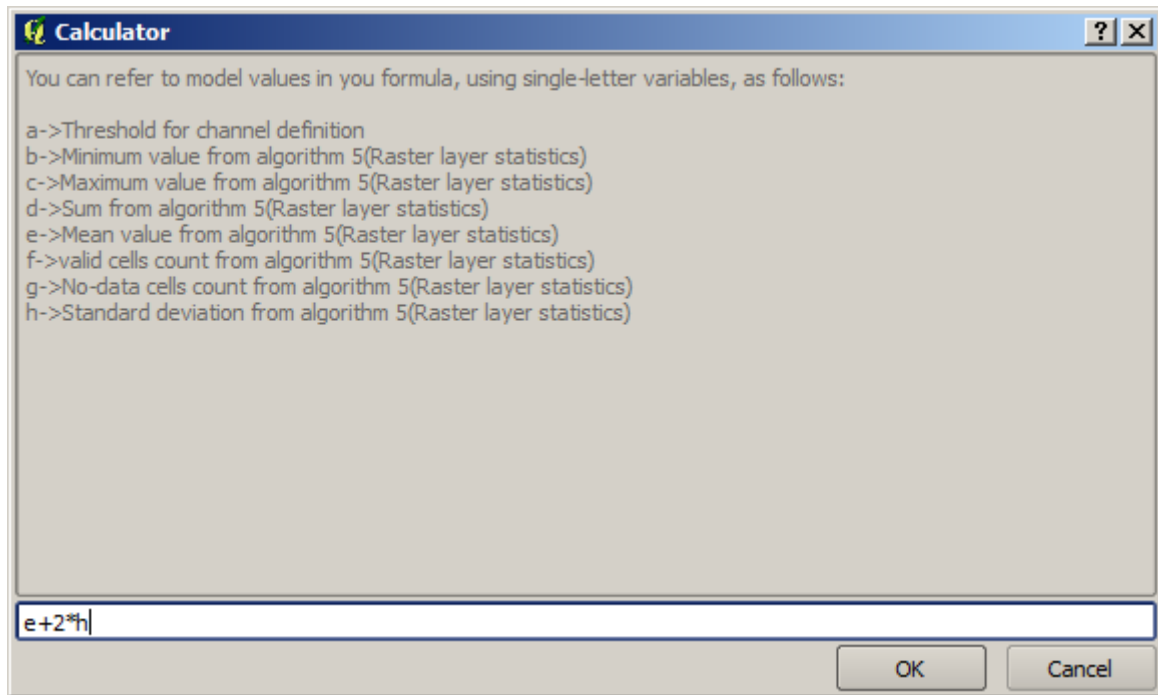 Calculator
You can refer to model values in you formula, using single-letter variables, as follows:
a->Threshold for channel definition
b->Minimum value from algorithm 5(Raster layer statistics)
c->Maximum value from algorithm 5(Raster layer statistics)
d->Sum from algorithm 5(Raster layer statistics)
e->Mean value from algorithm 5(Raster layer statistics)
f->valid cells count from algorithm 5(Raster layer statistics)
g->No-data cells count from algorithm 5(Raster layer statistics)
h->Standard deviation from algorithm 5(Raster layer statistics)
e+2*h
OK Cancel